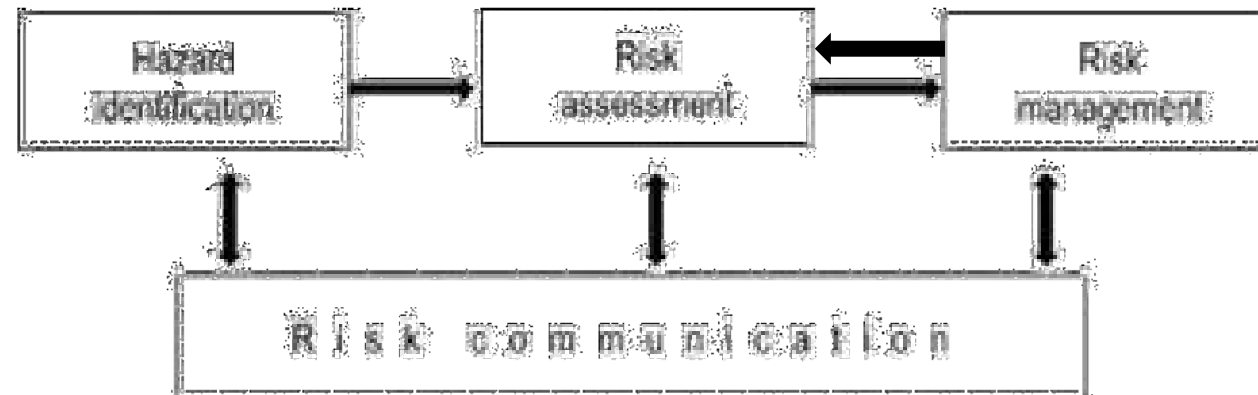 Hazard
identification
Risk
assessment
Risk
management
Risk communication